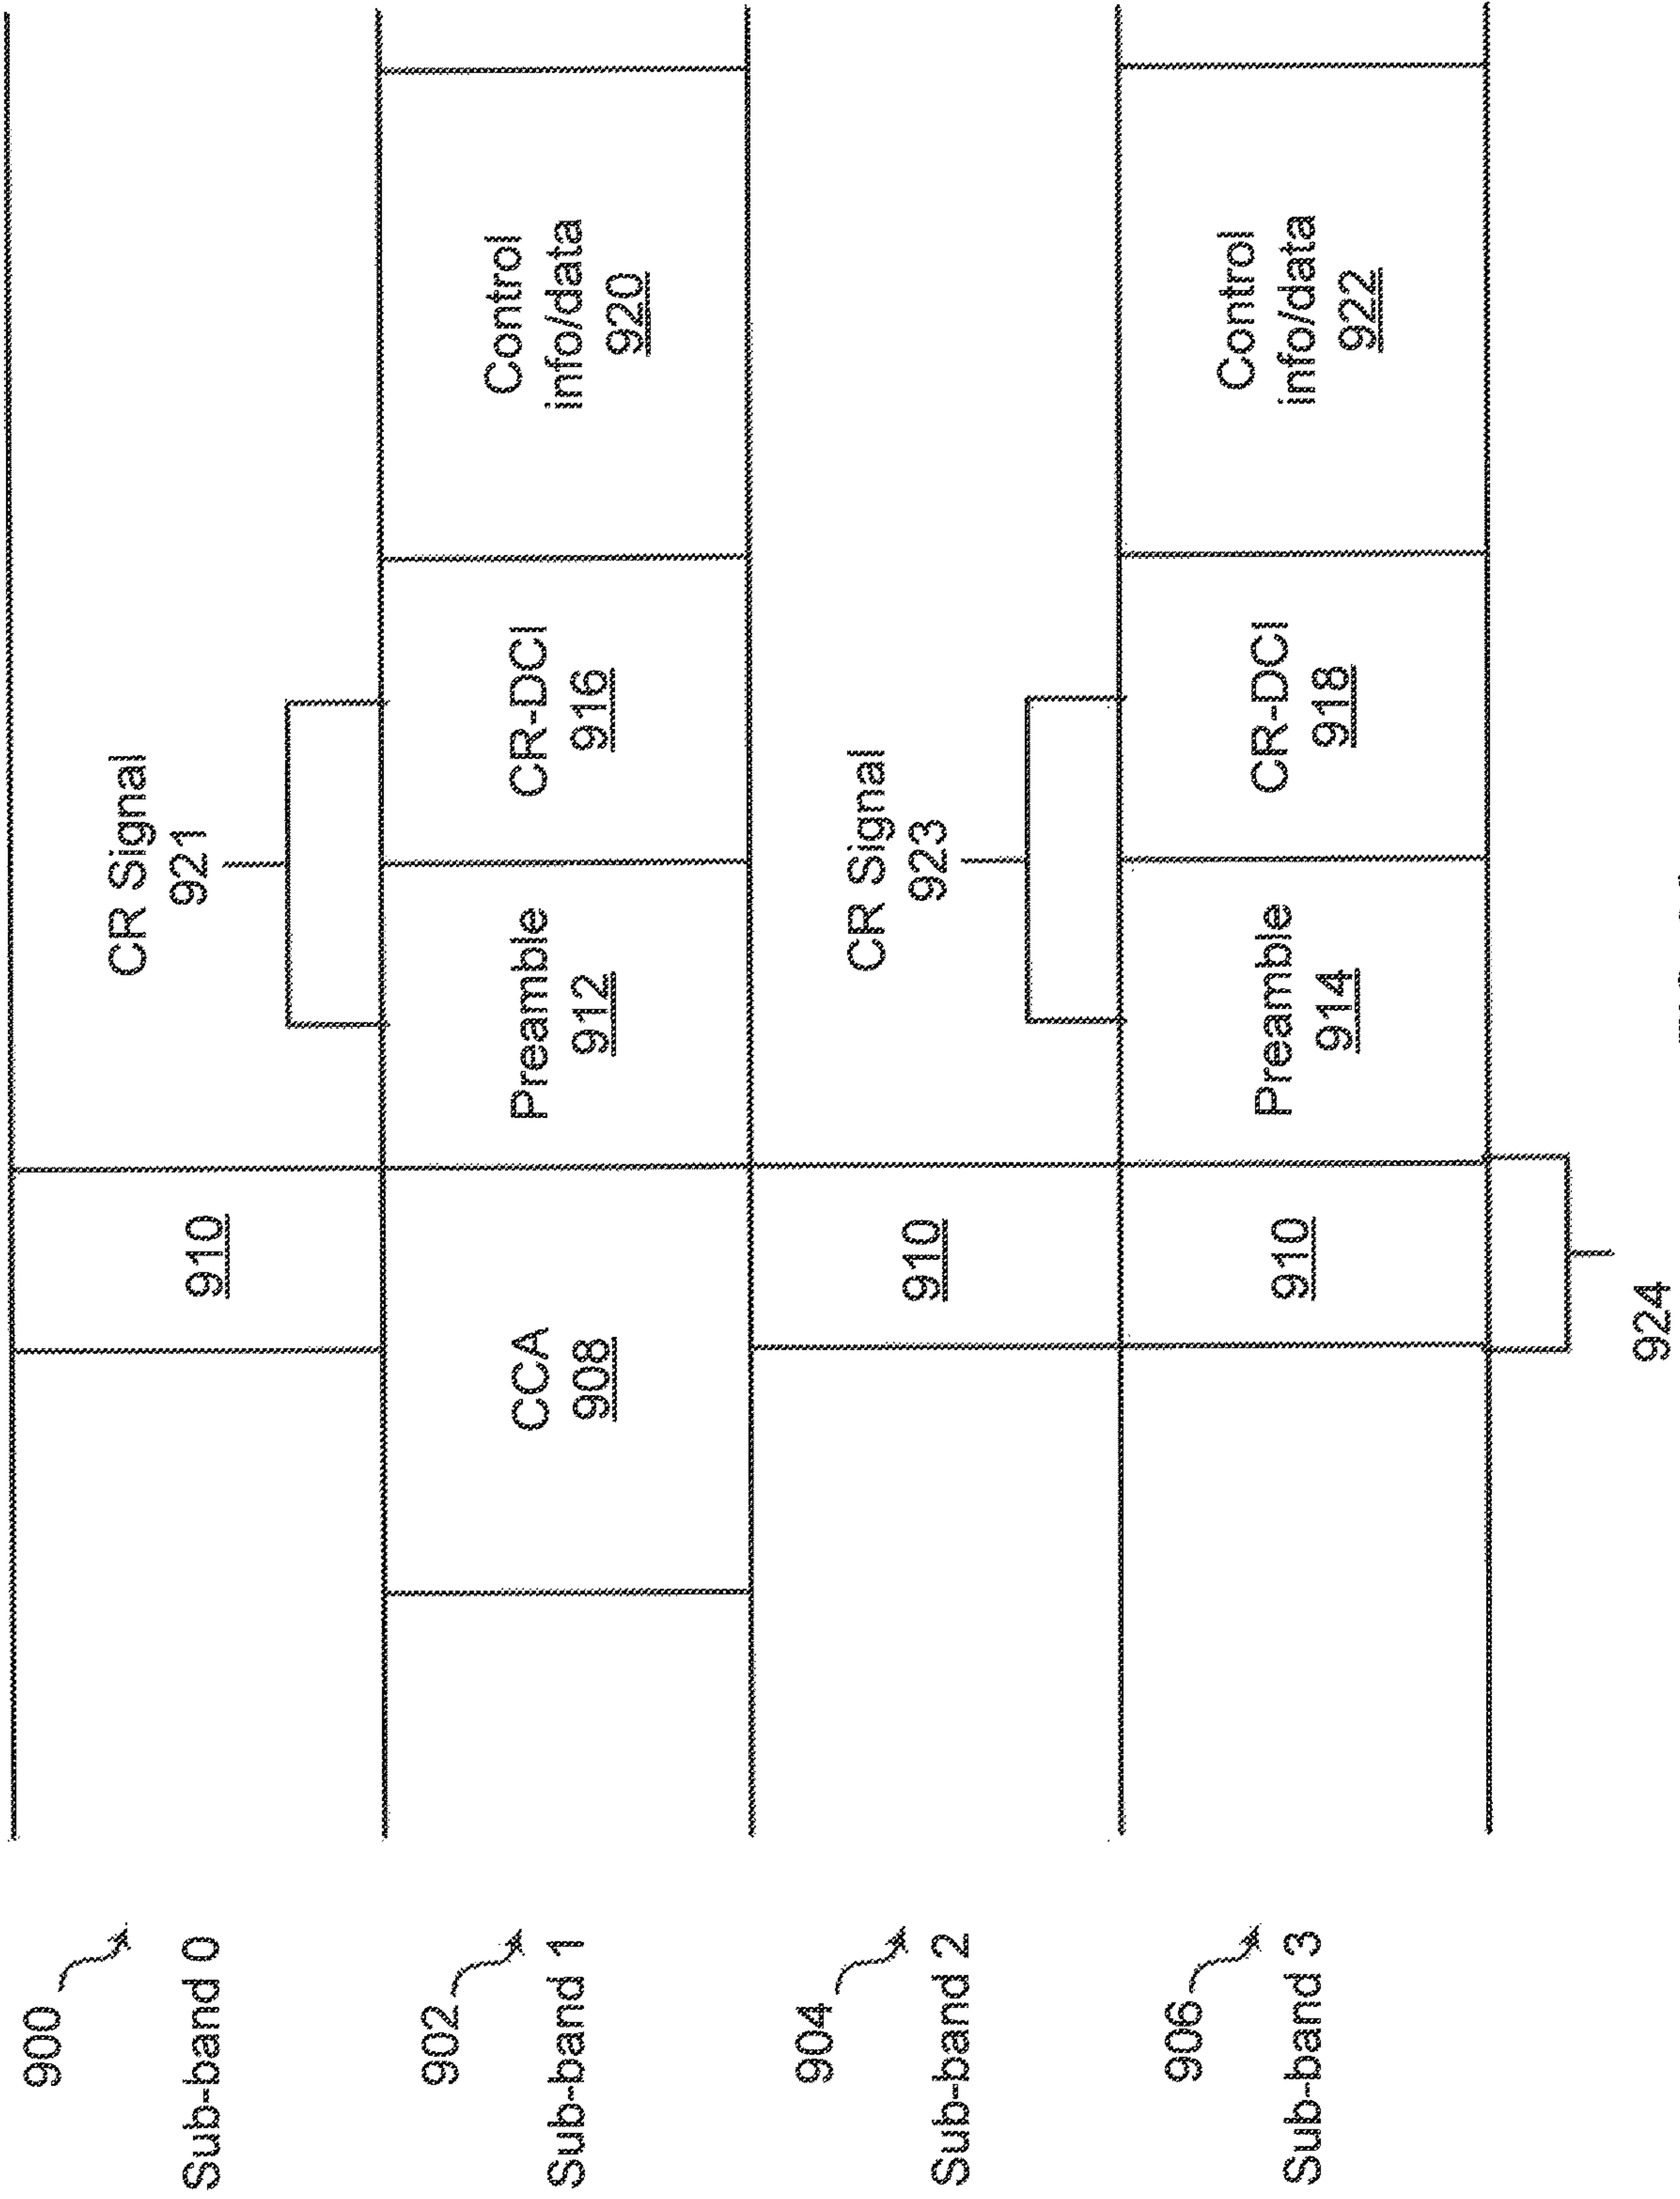 900
Sub-band 0
910
CR Signal
921
902
Sub-band 1
CCA
908
Preamble
912
CR-DCI
916
Control
info/data
920
904
Sub-band 2
910
CR Signal
923
906
Sub-band 3
910
Preamble
914
CR-DCI
918
Control
info/data
922
924